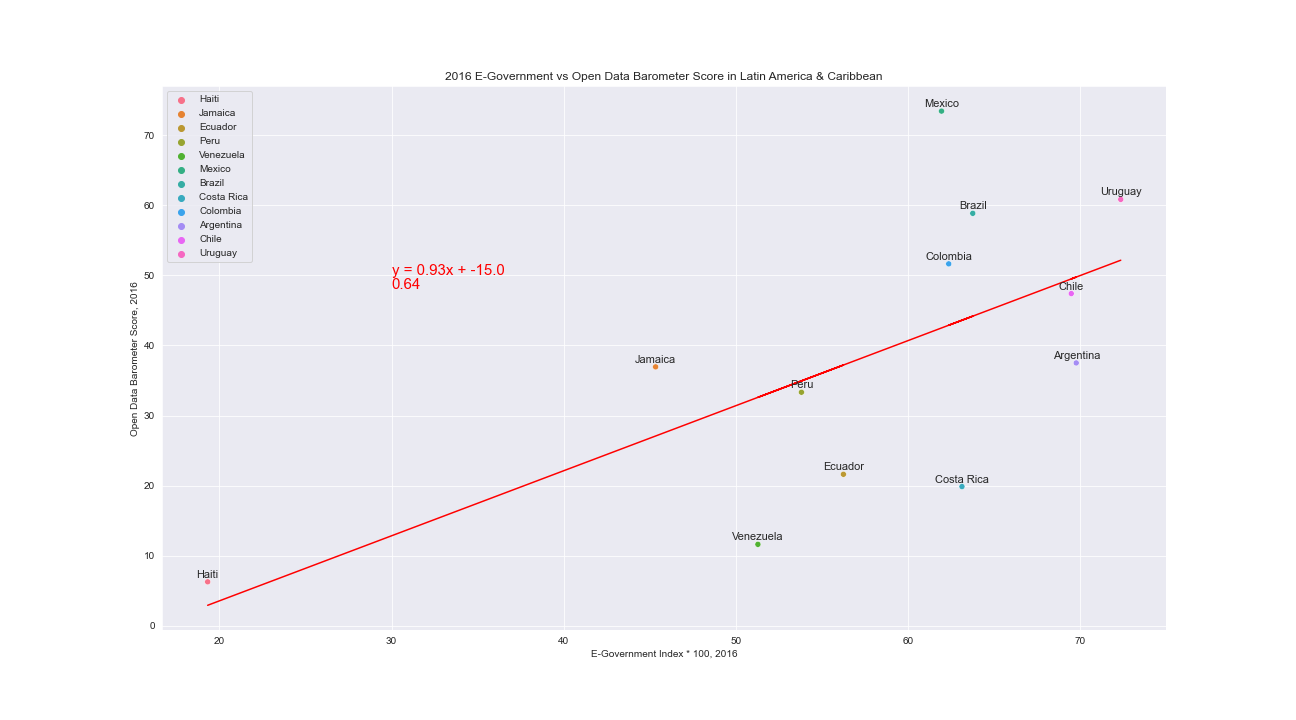 2016 E-Government vs Open Data Barometer Score in Latin America & Caribbean
Haiti
Jamaica
Ecuador
Peru
Venezuela
Mexico
Brazil
Costa Rica
Colombia
Argentina
Chile
Uruguay
y = 0.93x + -15.0
0.64
Mexico
Uruguay
Brazil
Colombia
Chile
Jamaica
Argentina
Peru
Ecuador
Costa Rica
Venezuela
Haiti
Open Data Barometer Score, 2016
70
60
50
40
30
20
10
0
20
30
40
50
60
70
E-Government Index * 100, 2016